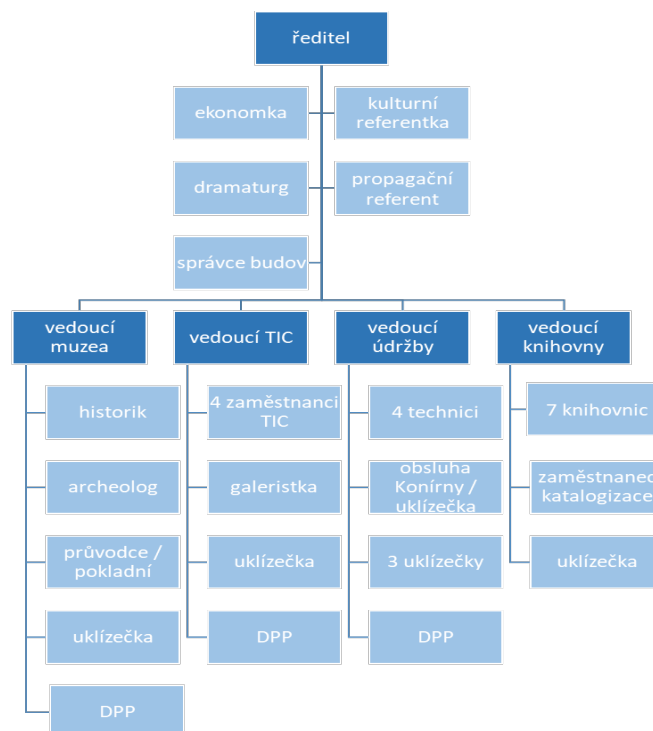 ředitel
ekonomka
kulturní
referentka
dramaturg
propagační
referent
správce budov
vedoucí
muzea
vedoucí TIC
vedoucí
údržby
vedoucí
knihovny
historik
4 zaměstnanci
TIC
4 technici
7 knihovnic
archeolog
galeristka
obsluha
Konírny /
uklízečka
zaměstnanec
katalogizace
průvodce /
pokladní
uklízečka
3 uklízečky
uklízečka
uklízečka
DPP
DPP
DPP